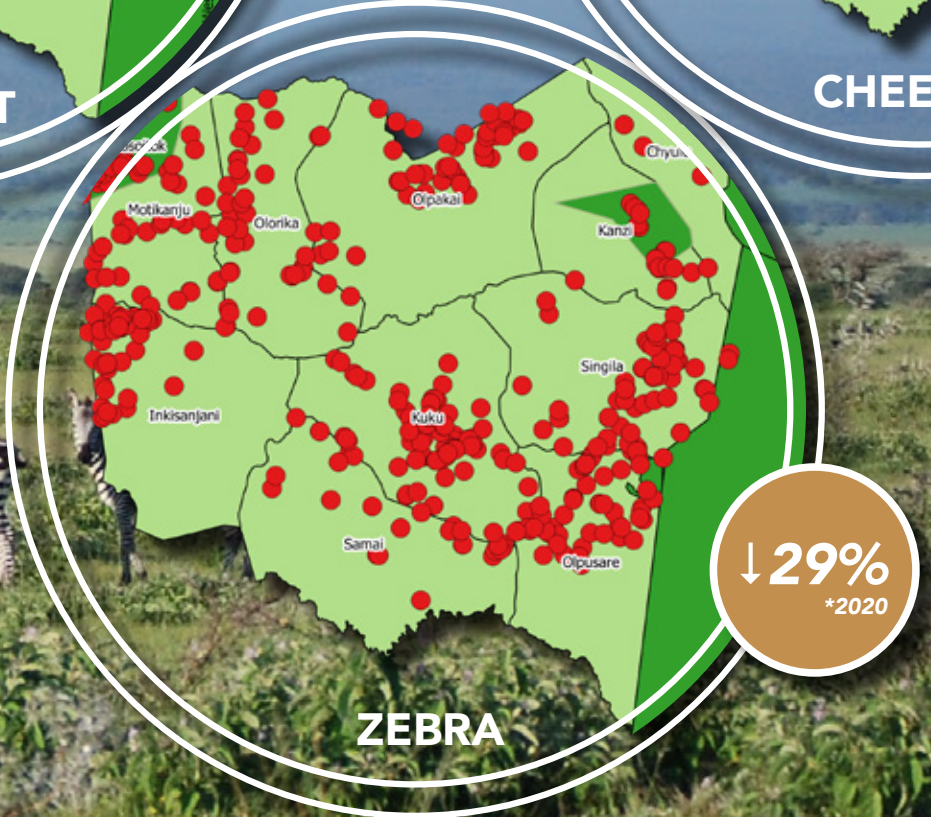 T
CHEE
Chyulu
Motikanju
Olpakai
Olorika
Kanzi
Singila
Inkisanjani
Kuku
Samai
Olpusare
↓29%
*2020
ZEBRA